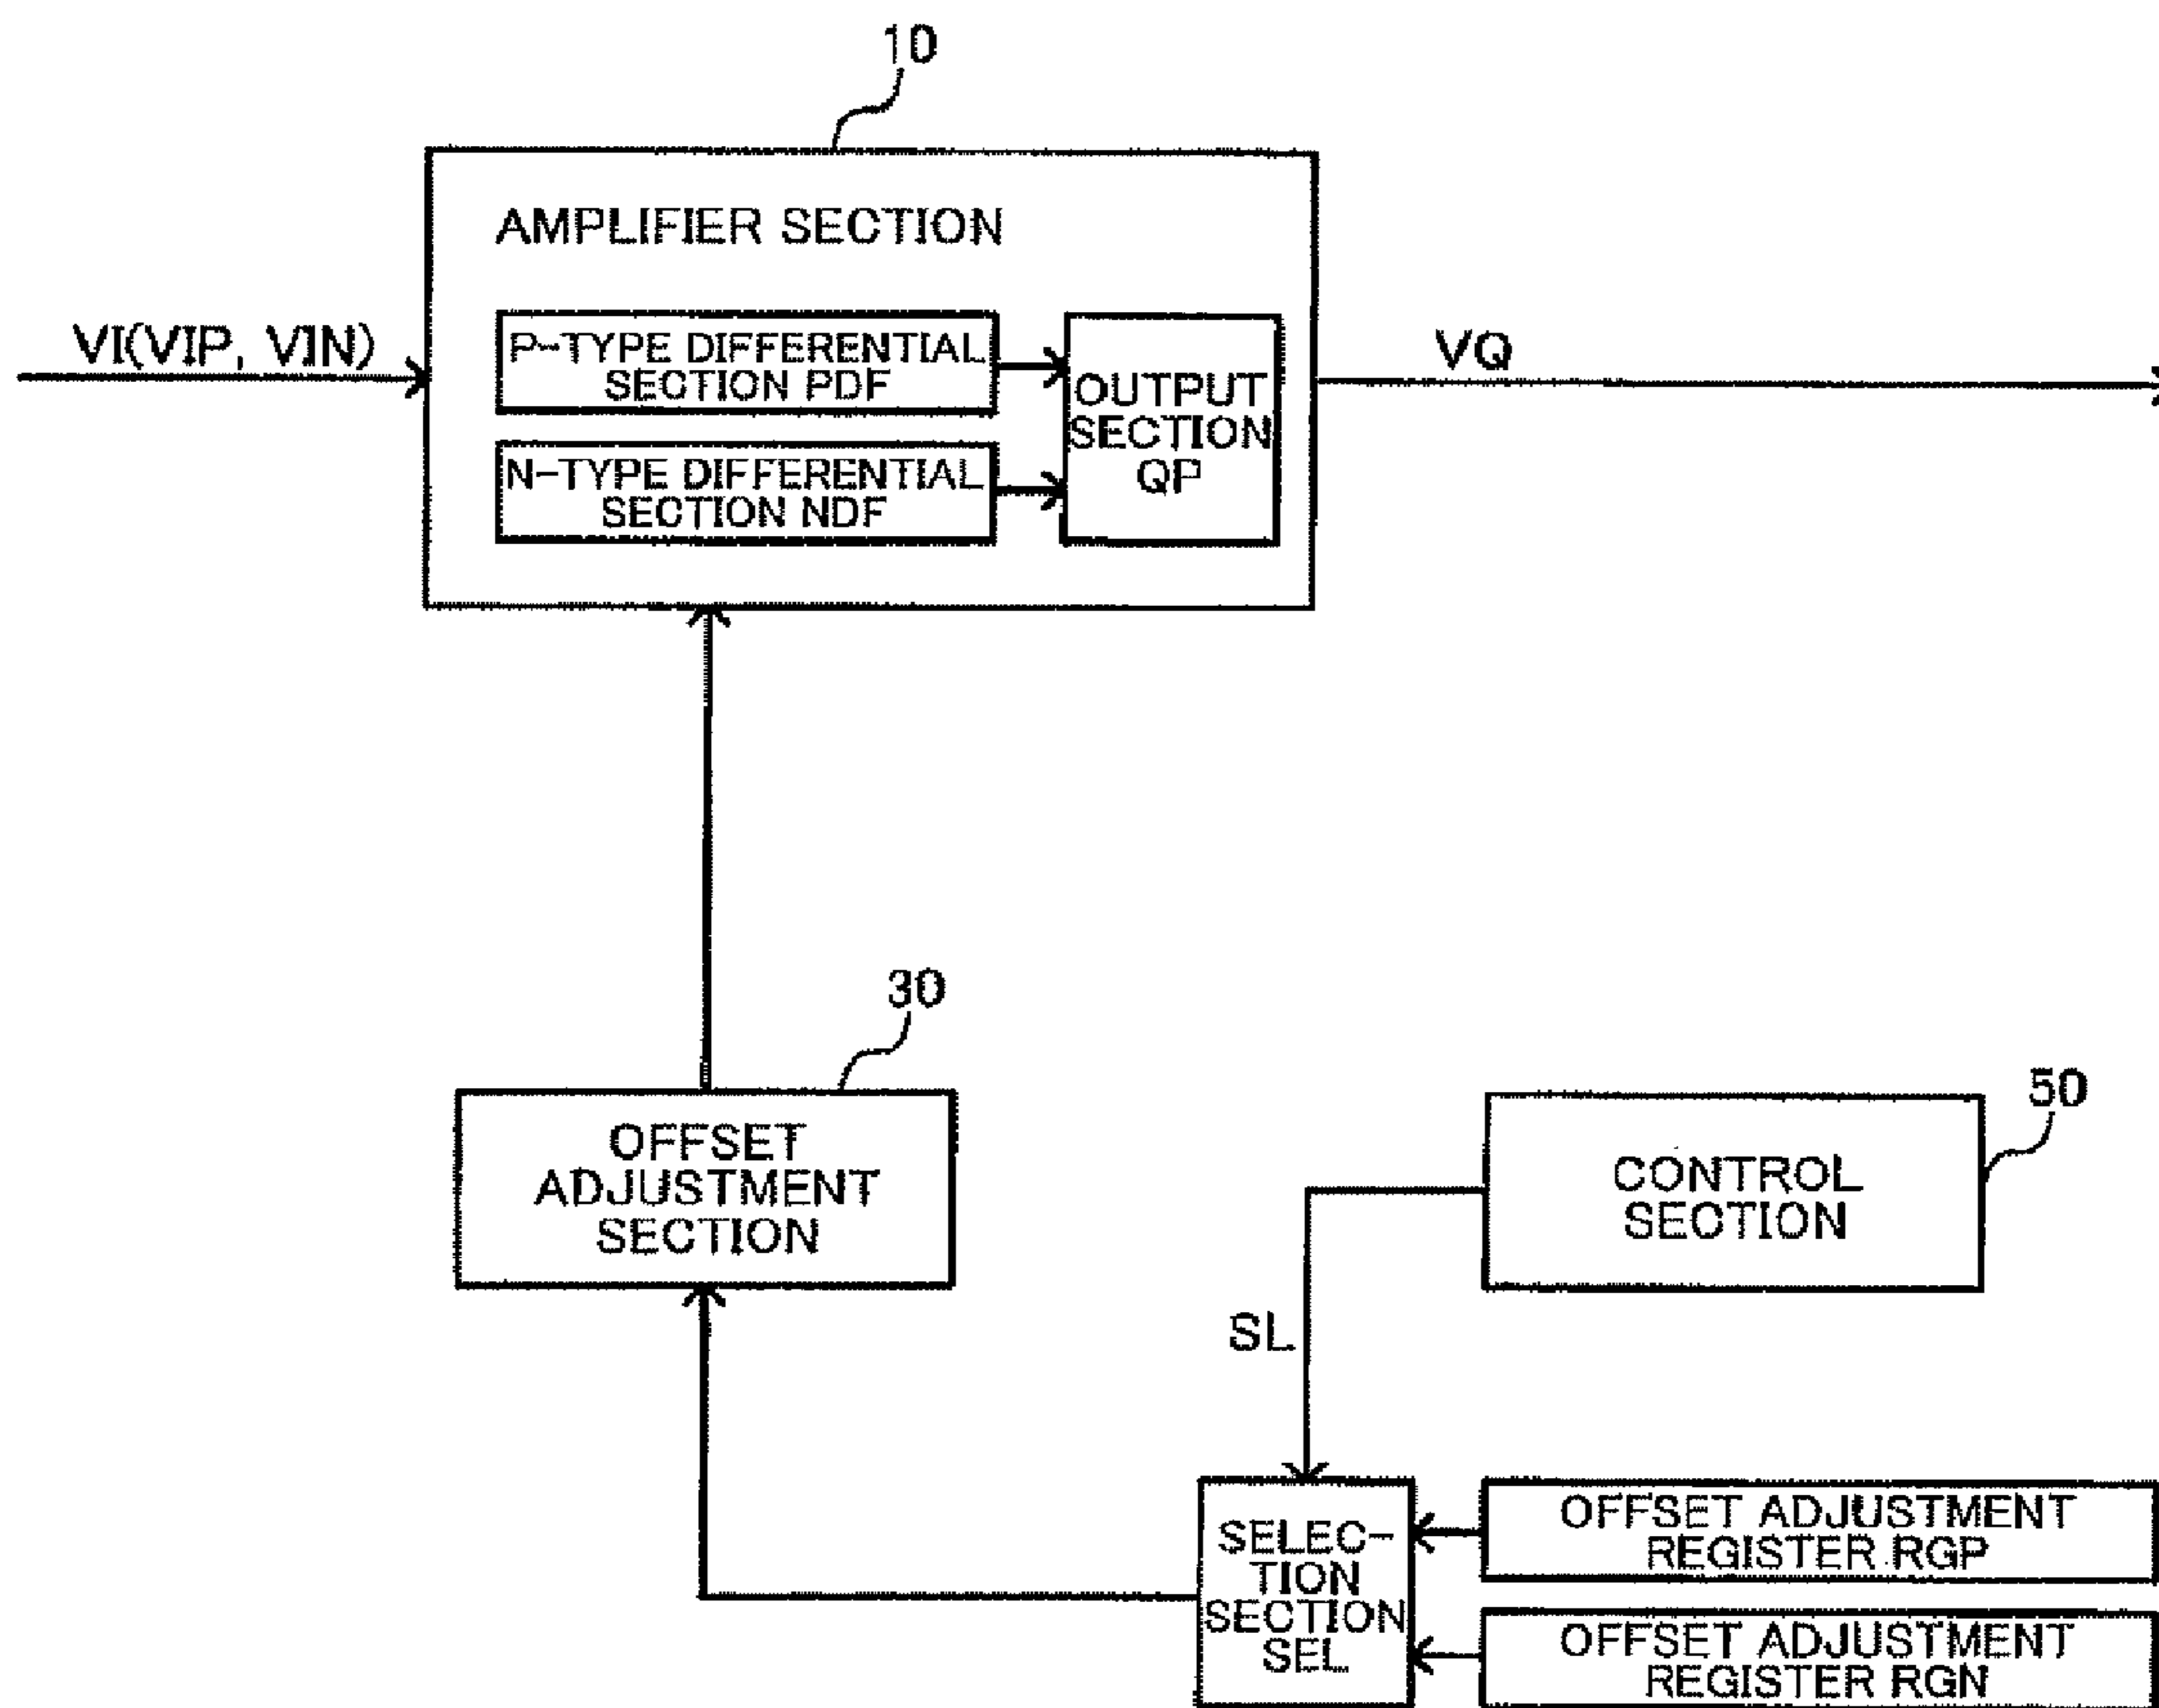 10
AMPLIFIER SECTION
VI(VIP, VIN)
P-TYPE DIFFERENTIAL
SECTION PDF
N-TYPE DIFFERENTIAL
SECTION NDF
OUTPUT
SECTION
QP
VQ
30
OFFSET
ADJUSTMENT
SECTION
50
CONTROL
SECTION
SL
SELEC-
TION
SECTION
SEL
OFFSET ADJUSTMENT
REGISTER RGP
OFFSET ADJUSTMENT
REGISTER RGN